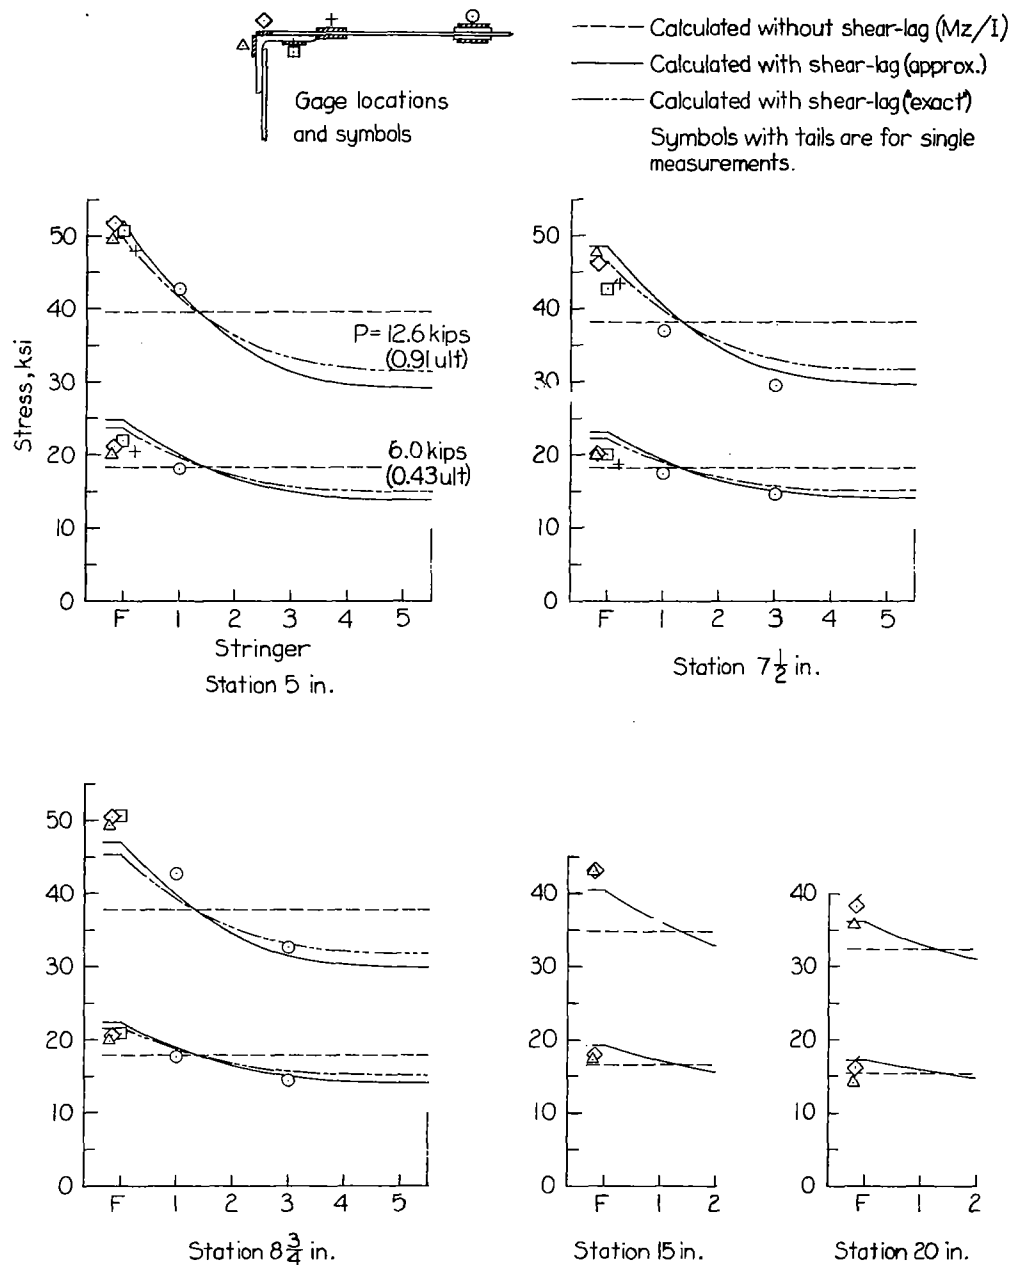 Gage locations
and symbols
Calculated without shear-lag (Mz/I)
Calculated with shear-lag (approx.)
Calculated with shear-lag ("exact")
Symbols with tails are for single
measurements.
Stress, ksi
50
40
30
20
10
0
P = 12.6 kips
(0.91 ult)
6.0 kips
(0.43 ult)
F 1 2 3 4 5
Stringer
Station 5 in.
50
40
30
20
10
0
F 1 2 3 4 5
Station 7 1/2 in.
50
40
30
20
10
0
F 1 2 3 4 5
Station 8 3/4 in.
40
30
20
10
0
F 1 2
Station 15 in.
40
30
20
10
0
F 1 2
Station 20 in.